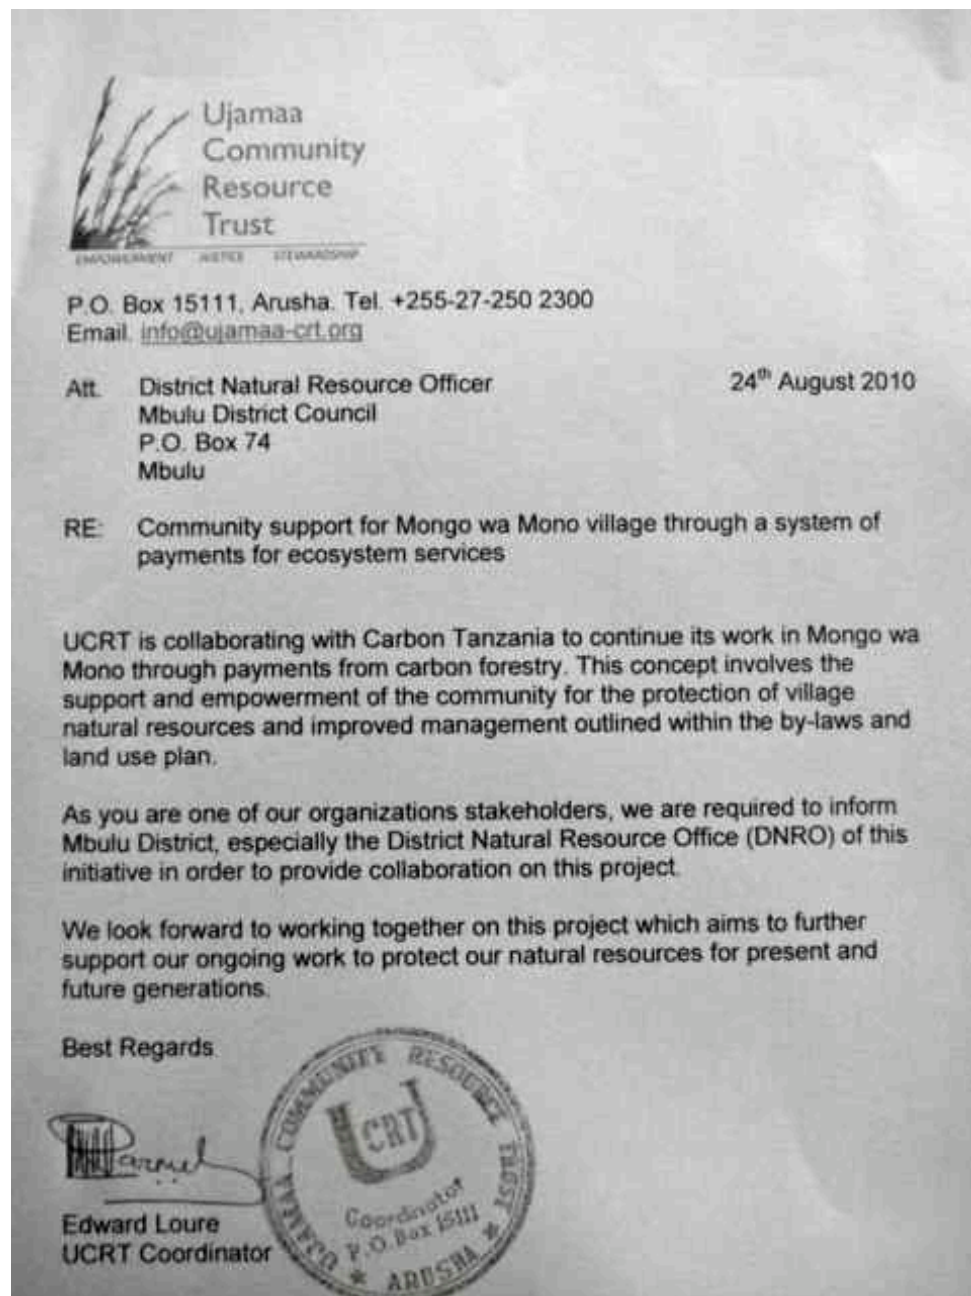 Ujamaa
Community
Resource
Trust
EMPOWERMENT JUSTICE STEWARDSHIP
P.O. Box 15111, Arusha. Tel. +255-27-250 2300
Email. info@ujamaa-crt.org
Att. District Natural Resource Officer 24th August 2010
Mbulu District Council
P.O. Box 74
Mbulu
RE: Community support for Mongo wa Mono village through a system of
payments for ecosystem services
UCRT is collaborating with Carbon Tanzania to continue its work in Mongo wa
Mono through payments from carbon forestry. This concept involves the
support and empowerment of the community for the protection of village
natural resources and improved management outlined within the by-laws and
land use plan.
As you are one of our organizations stakeholders, we are required to inform
Mbulu District, especially the District Natural Resource Office (DNRO) of this
initiative in order to provide collaboration on this project.
We look forward to working together on this project which aims to further
support our ongoing work to protect our natural resources for present and
future generations.
Best Regards
Edward Loure
UCRT Coordinator
UJAMAA COMMUNITY RESOURCE TRUST
UCRT
Coordinator
P.O. Box 15111
* ARUSHA *